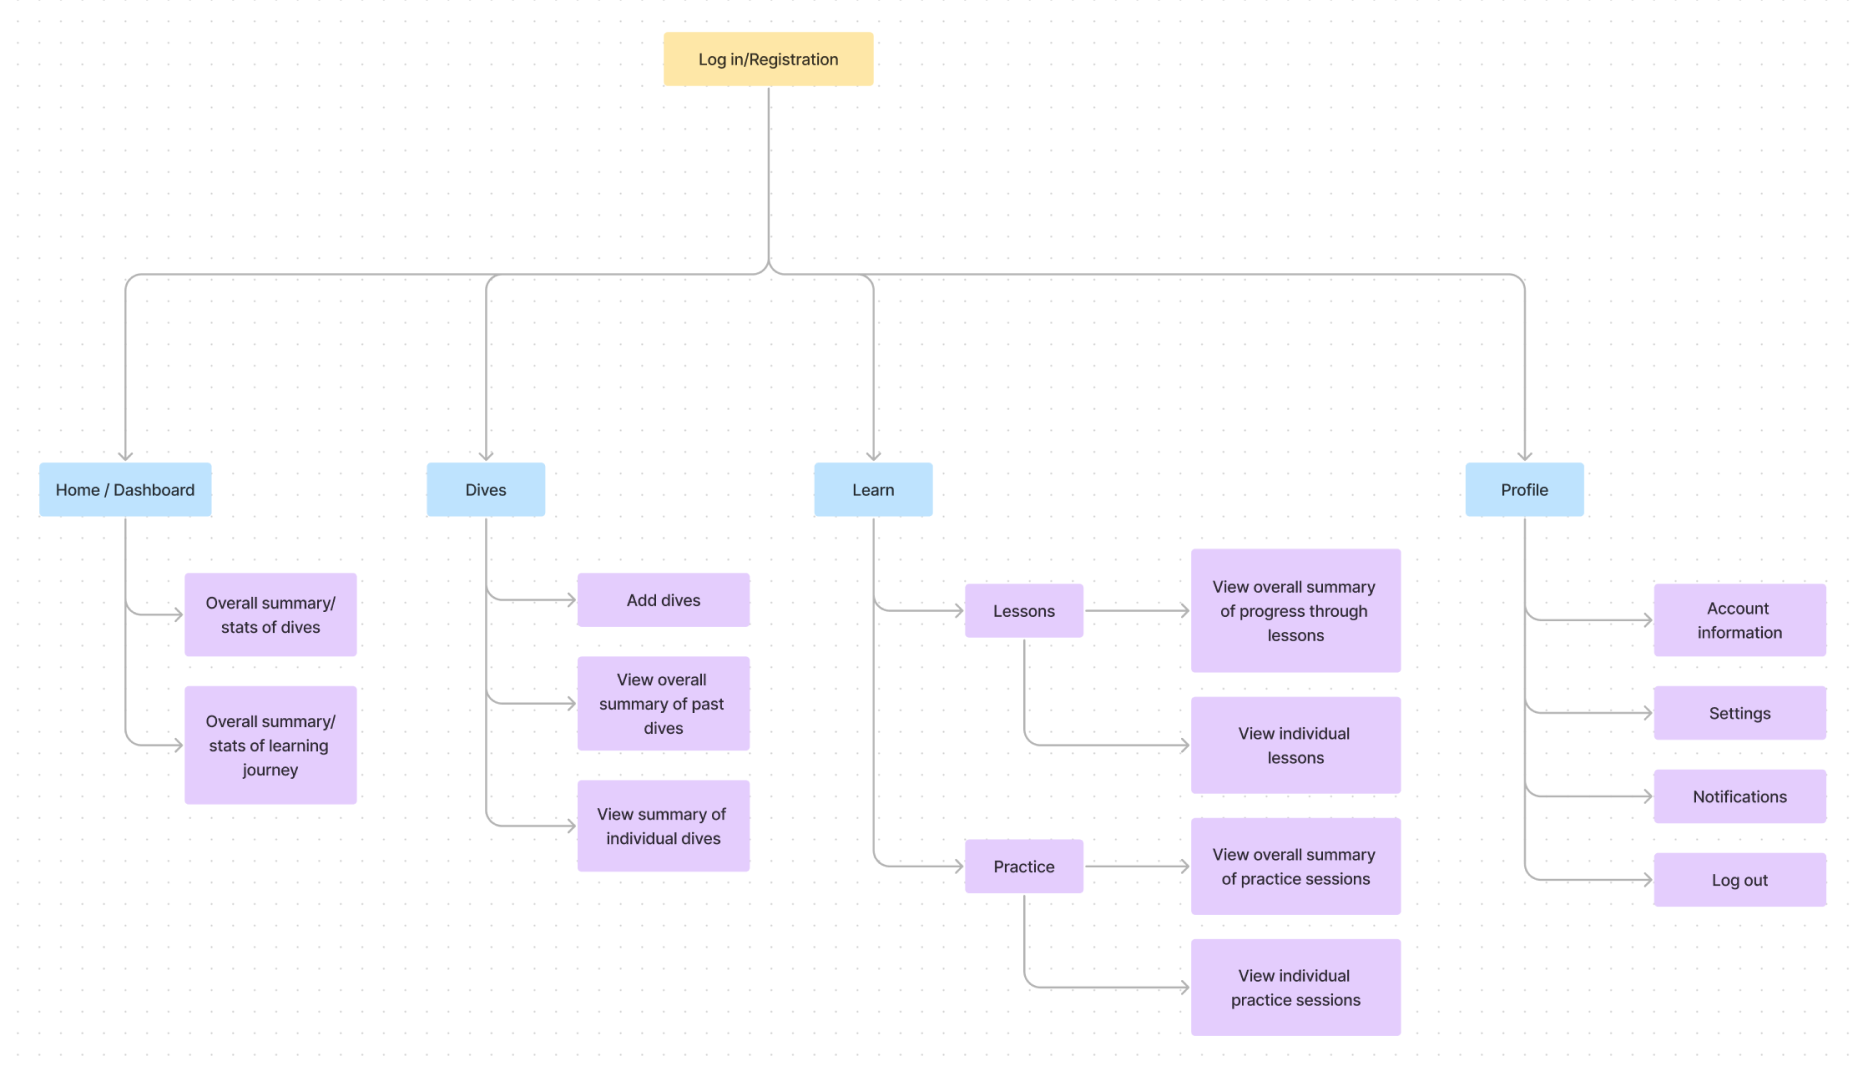 Log in/Registration
Home / Dashboard
Overall summary/
stats of dives
Overall summary/
stats of learning
journey
Dives
Add dives
View overall
summary of past
dives
View summary of
individual dives
Learn
Lessons
View overall summary
of progress through
lessons
View individual
lessons
Practice
View overall summary
of practice sessions
View individual
practice sessions
Profile
Account
information
Settings
Notifications
Log out